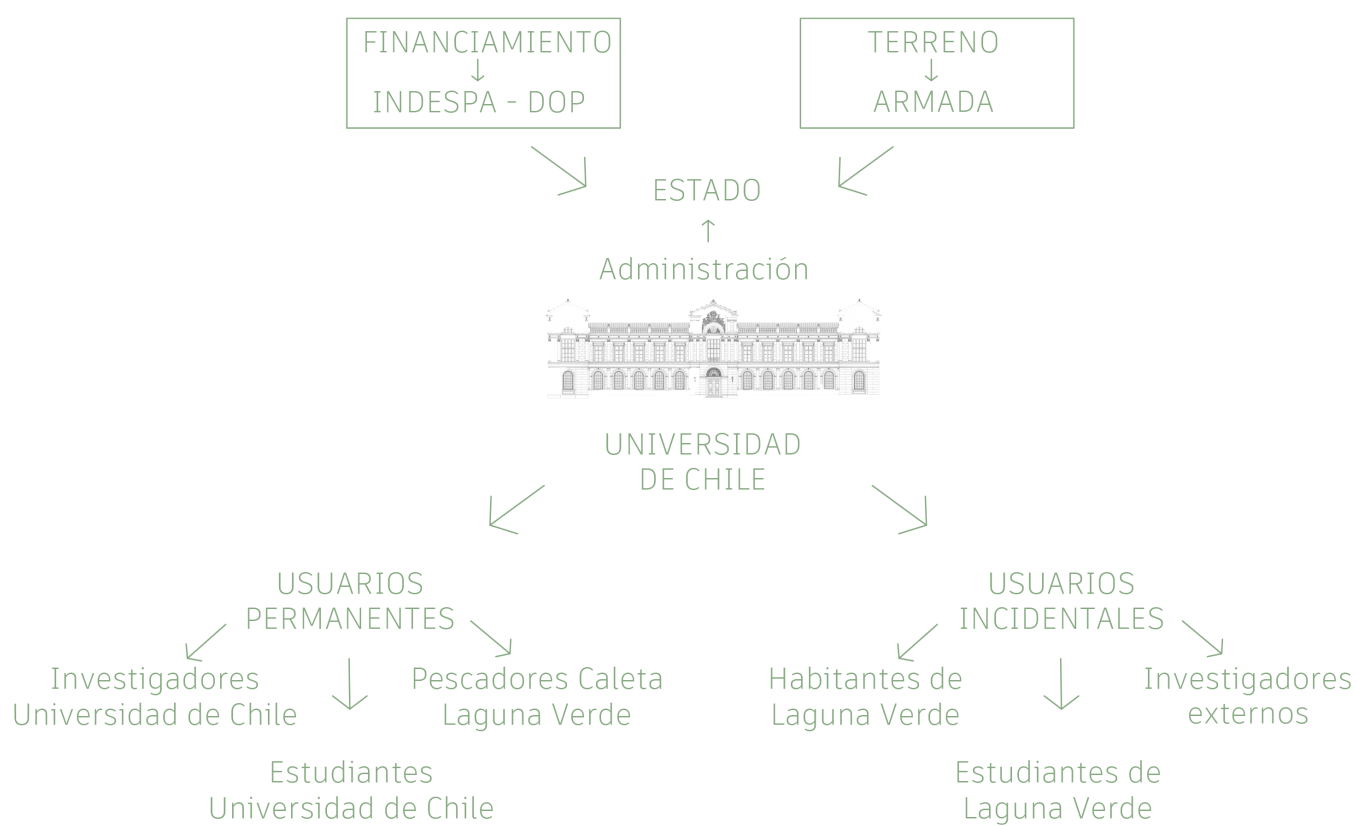 FINANCIAMIENTO
INDESPA - DOP
TERRENO
ARMADA
ESTADO
Administración
UNIVERSIDAD
DE CHILE
USUARIOS
PERMANENTES
Investigadores
Universidad de Chile
Estudiantes
Universidad de Chile
Pescadores Caleta
Laguna Verde
USUARIOS
INCIDENTALES
Habitantes de
Laguna Verde
Estudiantes de
Laguna Verde
Investigadores
externos